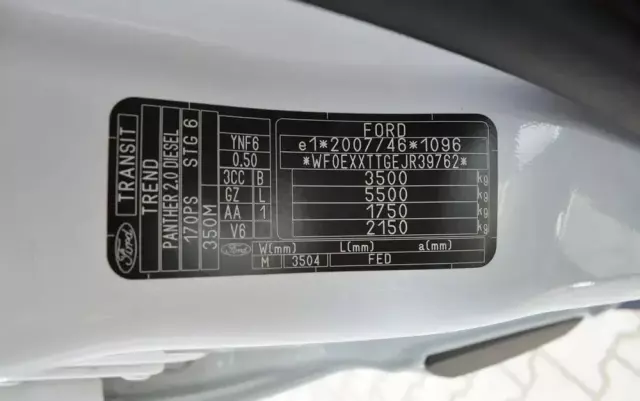 FORD
e1*2007/46*1096
*WF0EXXTTGEJR39762*
3500 kg
5500 kg
1750 kg
2150 kg
W(mm) L(mm) a(mm)
M 3504 FED
YNF6
0.50
3CC B
GZ L
AA 1
V6
Ford
TRANSIT
TREND
PANTHER 2.0 DIESEL
170PS STG 6
350M
Ford